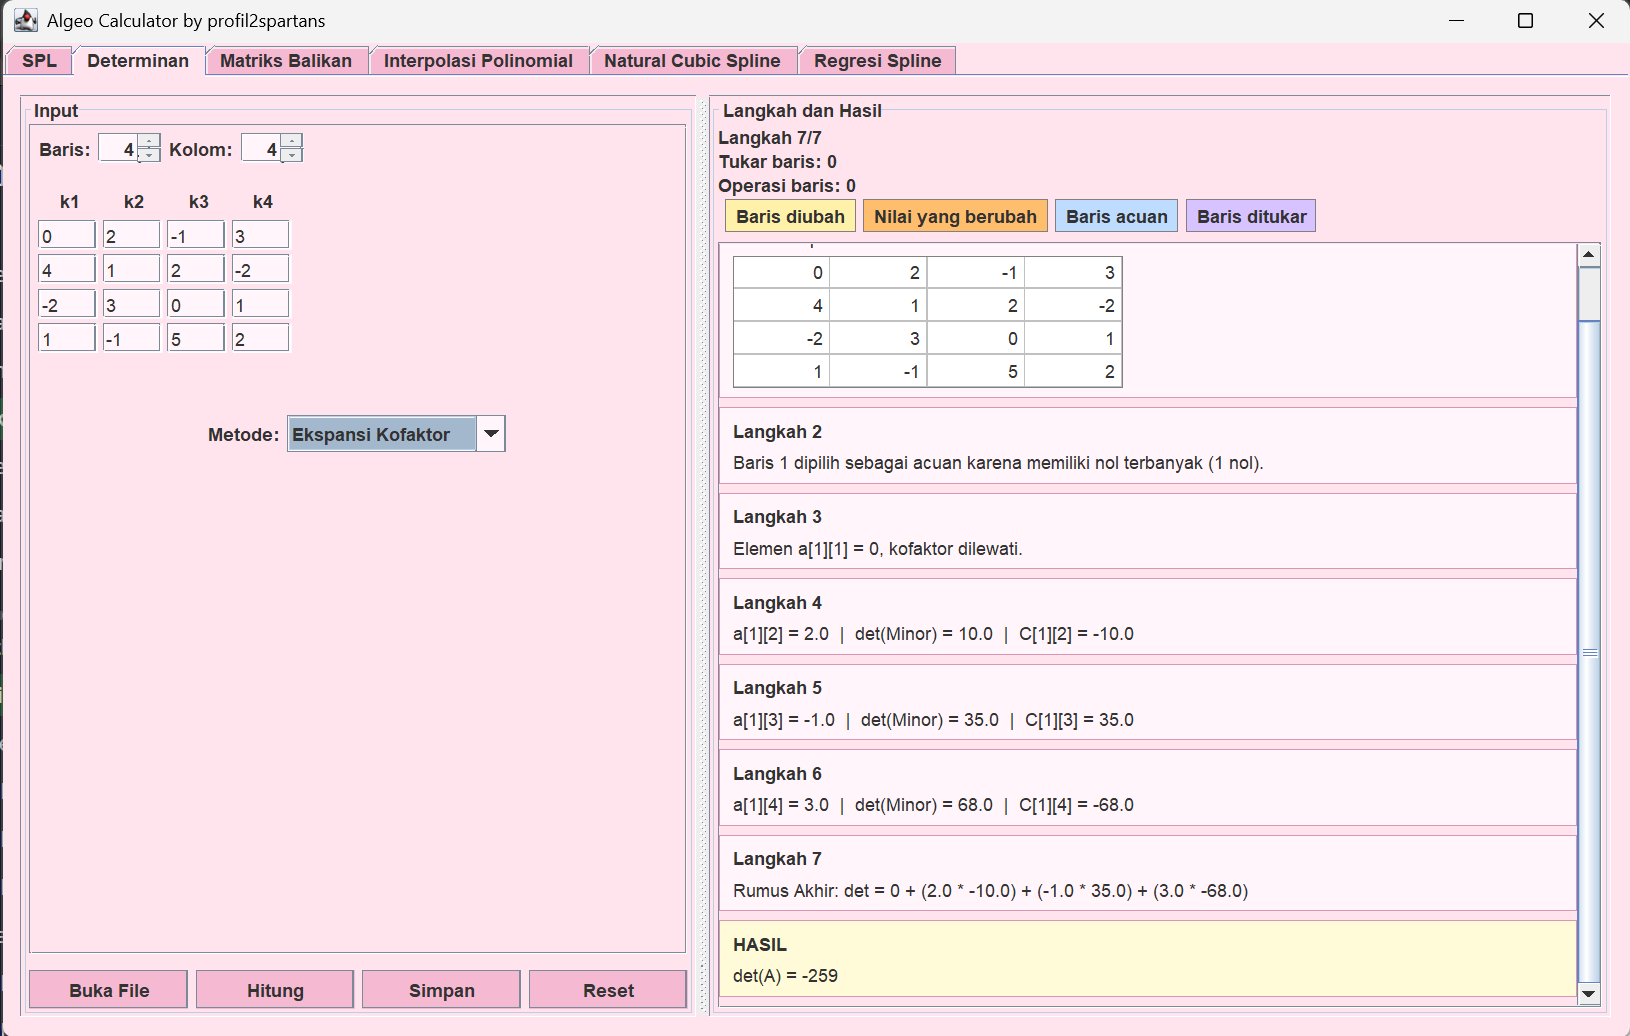 Algeo Calculator by profil2spartans
SPL Determinan Matriks Balikan Interpolasi Polinomial Natural Cubic Spline Regresi Spline
Input
Baris: 4 Kolom: 4
k1 k2 k3 k4
0 2 -1 3
4 1 2 -2
-2 3 0 1
1 -1 5 2
Metode: Ekspansi Kofaktor
Buka File Hitung Simpan Reset
Langkah dan Hasil
Langkah 7/7
Tukar baris: 0
Operasi baris: 0
Baris diubah Nilai yang berubah Baris acuan Baris ditukar
0 2 -1 3
4 1 2 -2
-2 3 0 1
1 -1 5 2
Langkah 2
Baris 1 dipilih sebagai acuan karena memiliki nol terbanyak (1 nol).
Langkah 3
Elemen a[1][1] = 0, kofaktor dilewati.
Langkah 4
a[1][2] = 2.0 | det(Minor) = 10.0 | C[1][2] = -10.0
Langkah 5
a[1][3] = -1.0 | det(Minor) = 35.0 | C[1][3] = 35.0
Langkah 6
a[1][4] = 3.0 | det(Minor) = 68.0 | C[1][4] = -68.0
Langkah 7
Rumus Akhir: det = 0 + (2.0 * -10.0) + (-1.0 * 35.0) + (3.0 * -68.0)
HASIL
det(A) = -259